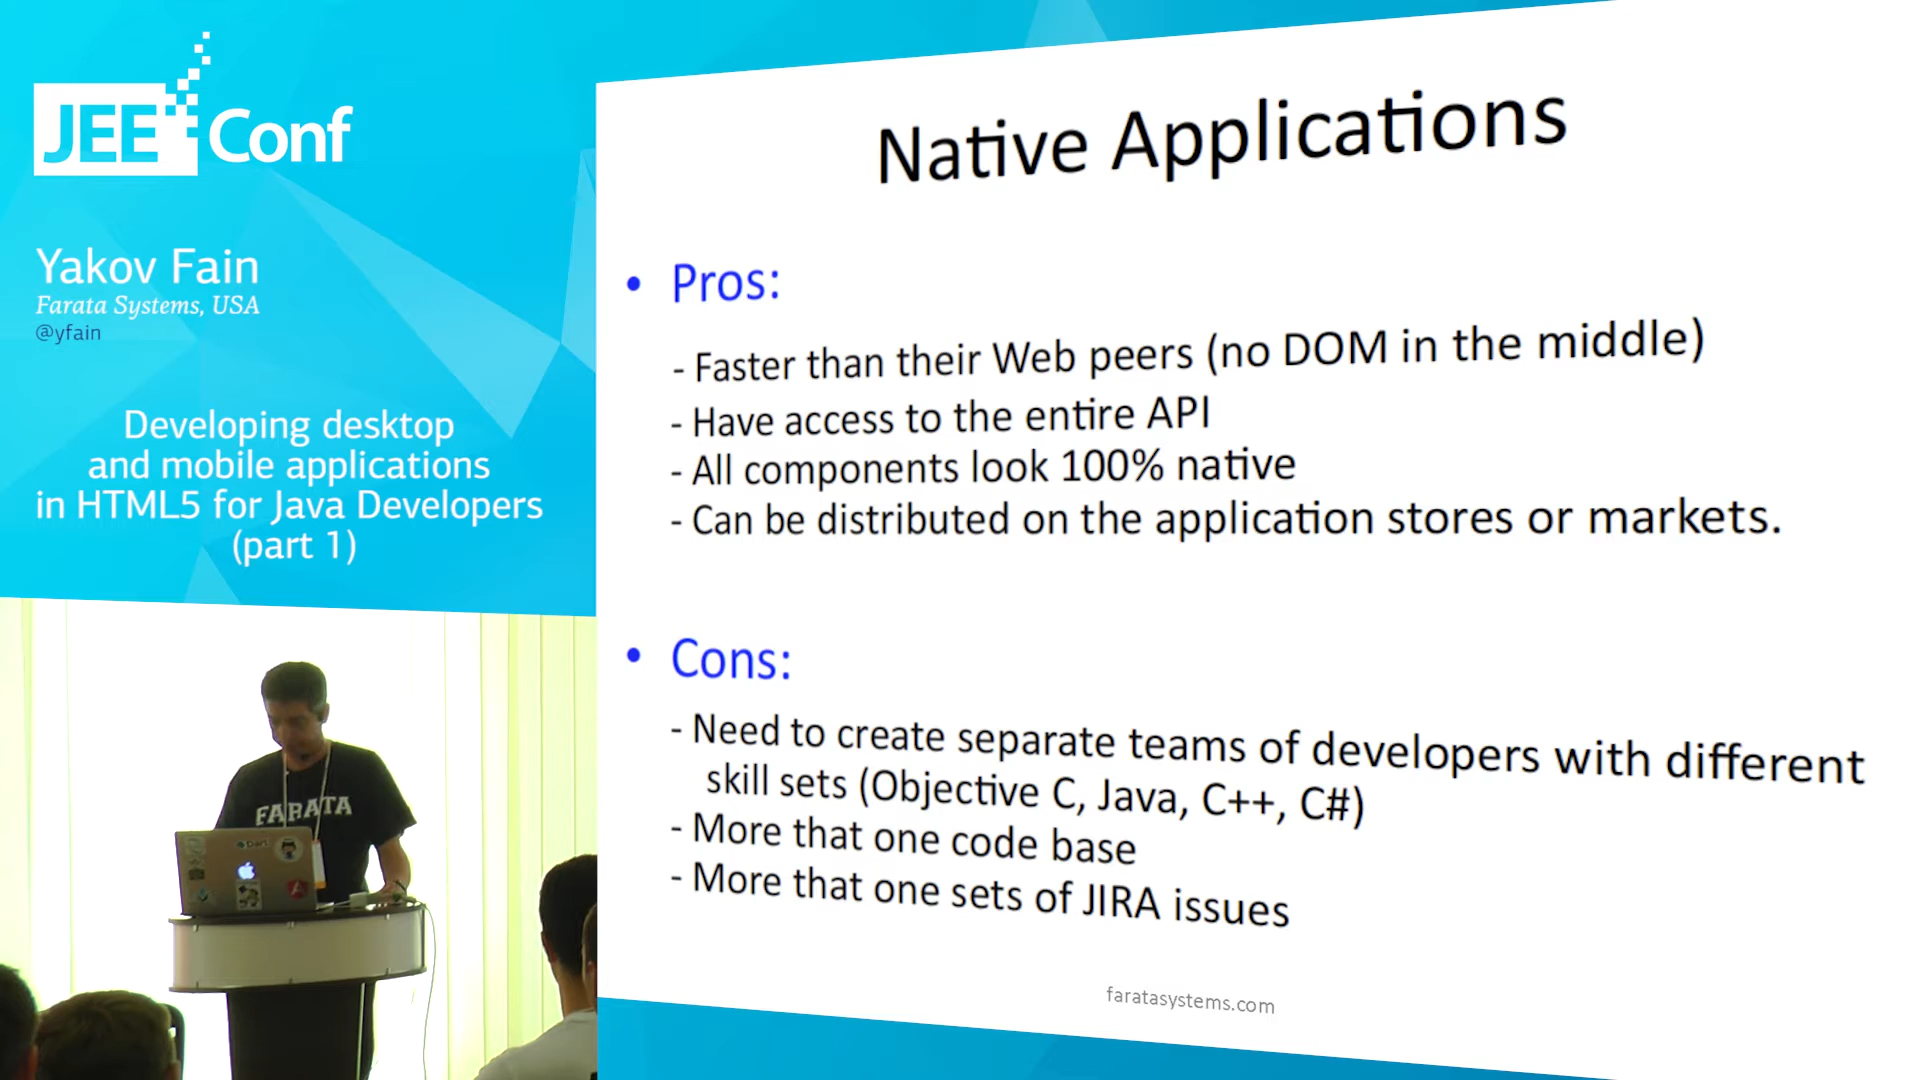 JEE Conf
Yakov Fain
Farata Systems, USA
@yfain
Developing desktop
and mobile applications
in HTML5 for Java Developers
(part 1)
FARATA
Native Applications
• Pros:
- Faster than their Web peers (no DOM in the middle)
- Have access to the entire API
- All components look 100% native
- Can be distributed on the application stores or markets.
• Cons:
- Need to create separate teams of developers with different
skill sets (Objective C, Java, C++, C#)
- More that one code base
- More that one sets of JIRA issues
faratasystems.com